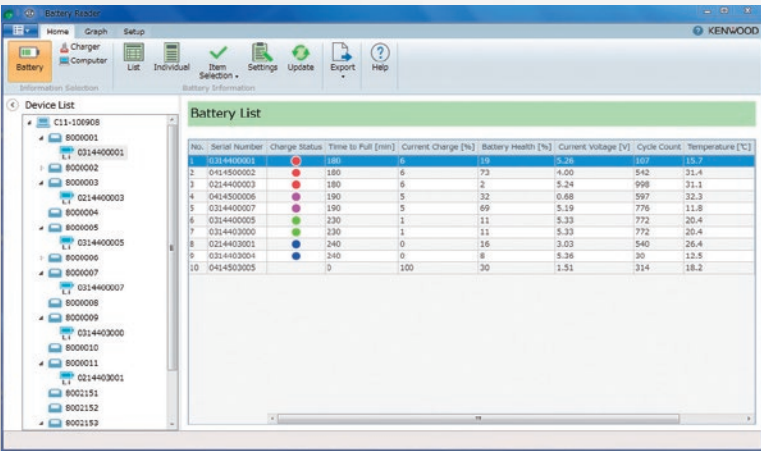 Battery Reader
Home Graph Setup
KENWOOD
Battery
Charger
Computer
List
Individual
Item Selection
Settings
Update
Export
Help
Information Selection
Battery Information
Device List
C11-100908
8000001
0314400001
8000002
8000003
0214400003
8000004
8000005
0314400005
8000006
8000007
0314400007
8000008
8000009
0314403000
8000010
8000011
0214403001
8002151
8002152
8002153
Battery List
No. Serial Number Charge Status Time to Full [min] Current Charge [%] Battery Health [%] Current Voltage [V] Cycle Count Temperature [℃]
1 0314400001 180 6 19 5.26 107 15.7
2 0414500002 180 6 73 4.00 542 31.4
3 0214400003 180 6 2 5.24 998 31.1
4 0414500006 190 5 32 0.68 597 32.3
5 0314400007 190 5 69 5.19 776 11.8
6 0314400005 230 1 11 5.33 772 20.4
7 0314403000 230 1 11 5.33 772 20.4
8 0214403001 240 0 16 3.03 540 26.4
9 0314403004 240 0 8 5.36 30 12.5
10 0414503005 0 100 30 1.51 314 18.2